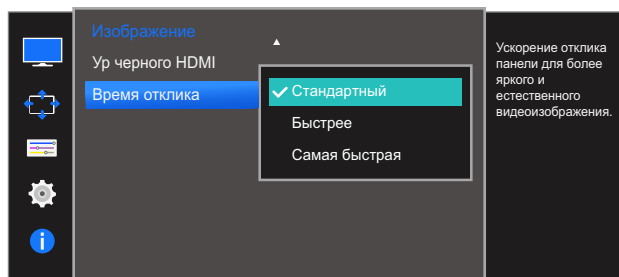 Изображение
Ур черного HDMI
Время отклика
Стандартный
Быстрее
Самая быстрая
Ускорение отклика
панели для более
яркого и
естественного
видеоизображения.